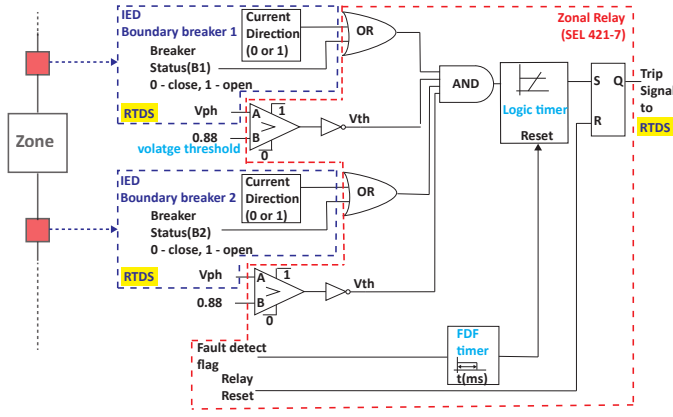 IED
Boundary breaker 1
Current
Direction
(0 or 1)
Breaker
Status(B1)
0 - close, 1 - open
RTDS
OR
Zonal Relay
(SEL 421-7)
AND
Logic timer
Reset
S Q
R
Trip
Signal
to
RTDS
Zone
Vph
0.88
volatge threshold
A
B
>
1
0
Vth
IED
Boundary breaker 2
Current
Direction
(0 or 1)
Breaker
Status(B2)
0 - close, 1 - open
RTDS
OR
Vph
0.88
A
B
>
1
0
Vth
Fault detect
flag
FDF
timer
t(ms)
Relay
Reset